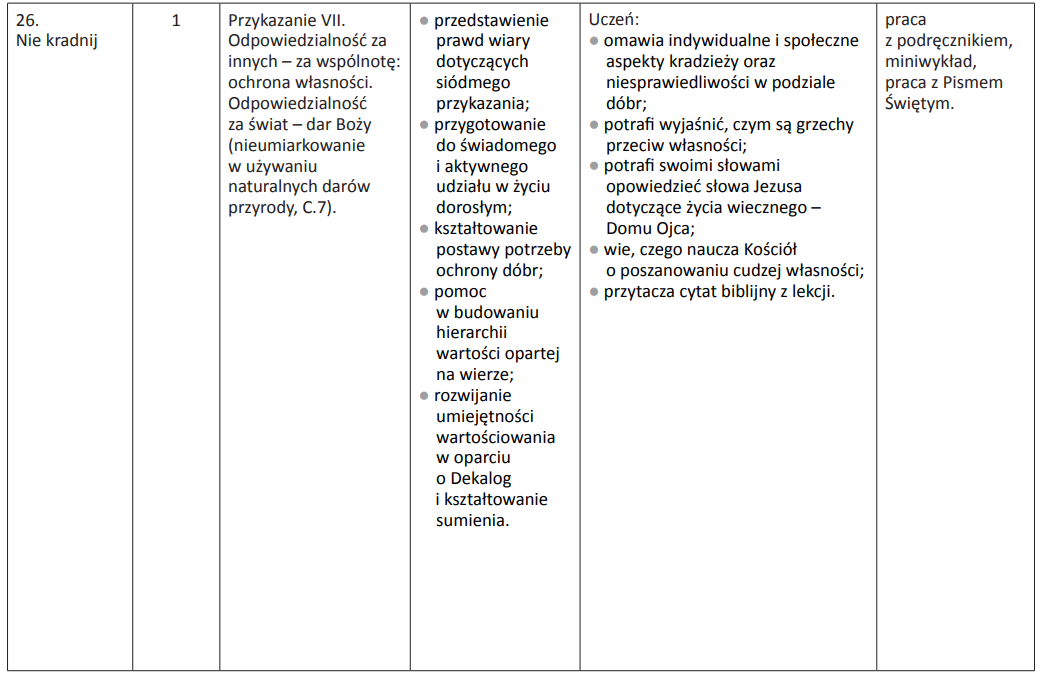 26.
Nie kradnij
1
Przykazanie VII.
Odpowiedzialność za
innych – za wspólnotę:
ochrona własności.
Odpowiedzialność
za świat – dar Boży
(nieumiarkowanie
w używaniu
naturalnych darów
przyrody, C.7).
● przedstawienie
prawd wiary
dotyczących
siódmego
przykazania;
● przygotowanie
do świadomego
i aktywnego
udziału w życiu
dorosłym;
● kształtowanie
postawy potrzeby
ochrony dóbr;
● pomoc
w budowaniu
hierarchii
wartości opartej
na wierze;
● rozwijanie
umiejętności
wartościowania
w oparciu
o Dekalog
i kształtowanie
sumienia.
Uczeń:
● omawia indywidualne i społeczne
aspekty kradzieży oraz
niesprawiedliwości w podziale
dóbr;
● potrafi wyjaśnić, czym są grzechy
przeciw własności;
● potrafi swoimi słowami
opowiedzieć słowa Jezusa
dotyczące życia wiecznego –
Domu Ojca;
● wie, czego naucza Kościół
o poszanowaniu cudzej własności;
● przytacza cytat biblijny z lekcji.
praca
z podręcznikiem,
miniwykład,
praca z Pismem
Świętym.